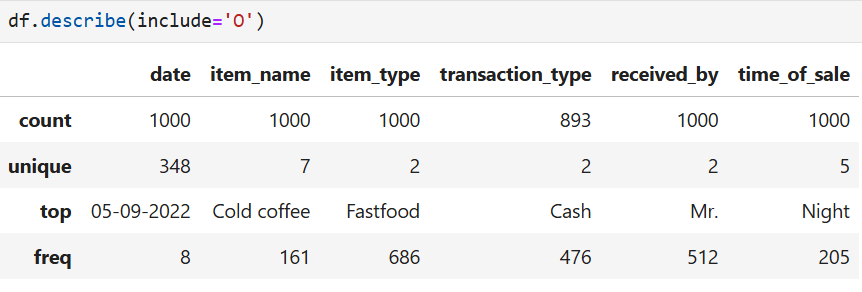 df.describe(include='O')
date item_name item_type transaction_type received_by time_of_sale
count 1000 1000 1000 893 1000 1000
unique 348 7 2 2 2 5
top 05-09-2022 Cold coffee Fastfood Cash Mr. Night
freq 8 161 686 476 512 205